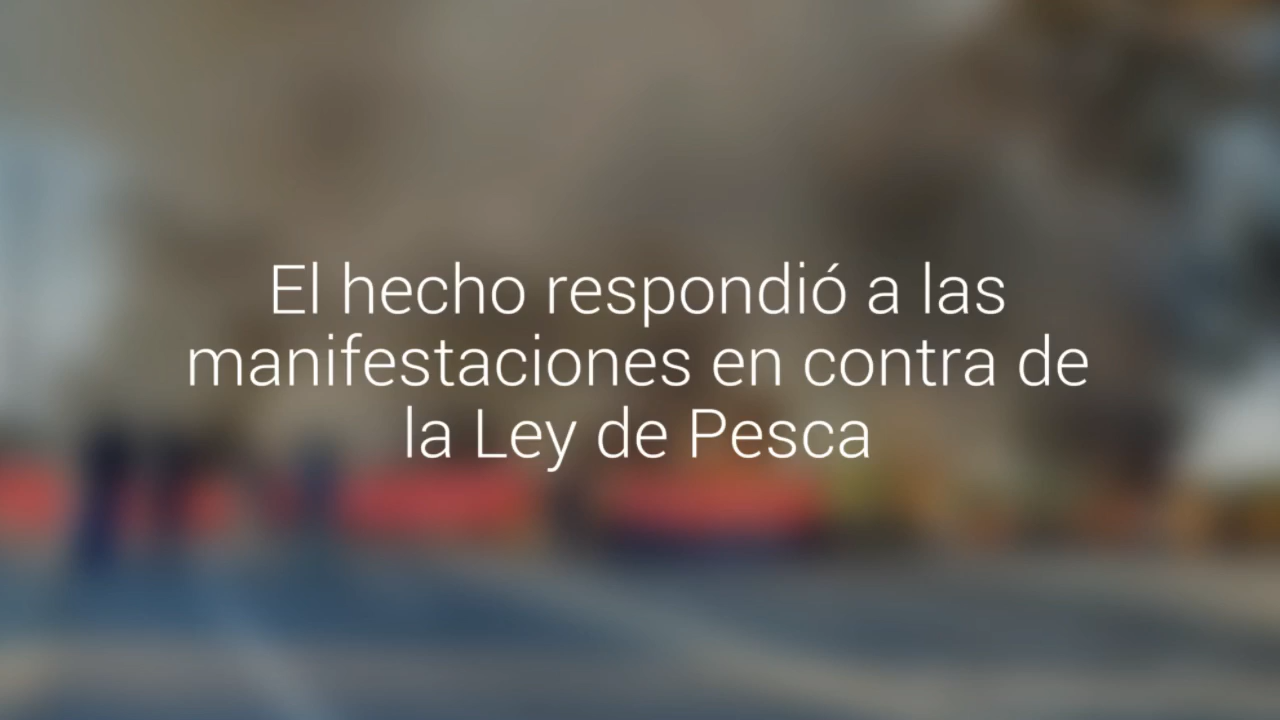 El hecho respondió a las
manifestaciones en contra de
la Ley de Pesca